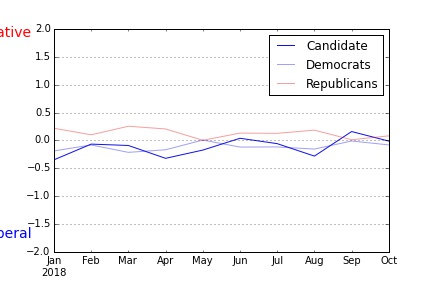 ative
2.0
1.5
1.0
0.5
0.0
−0.5
−1.0
−1.5
−2.0
beral
Candidate
Democrats
Republicans
Jan Feb Mar Apr May Jun Jul Aug Sep Oct
2018